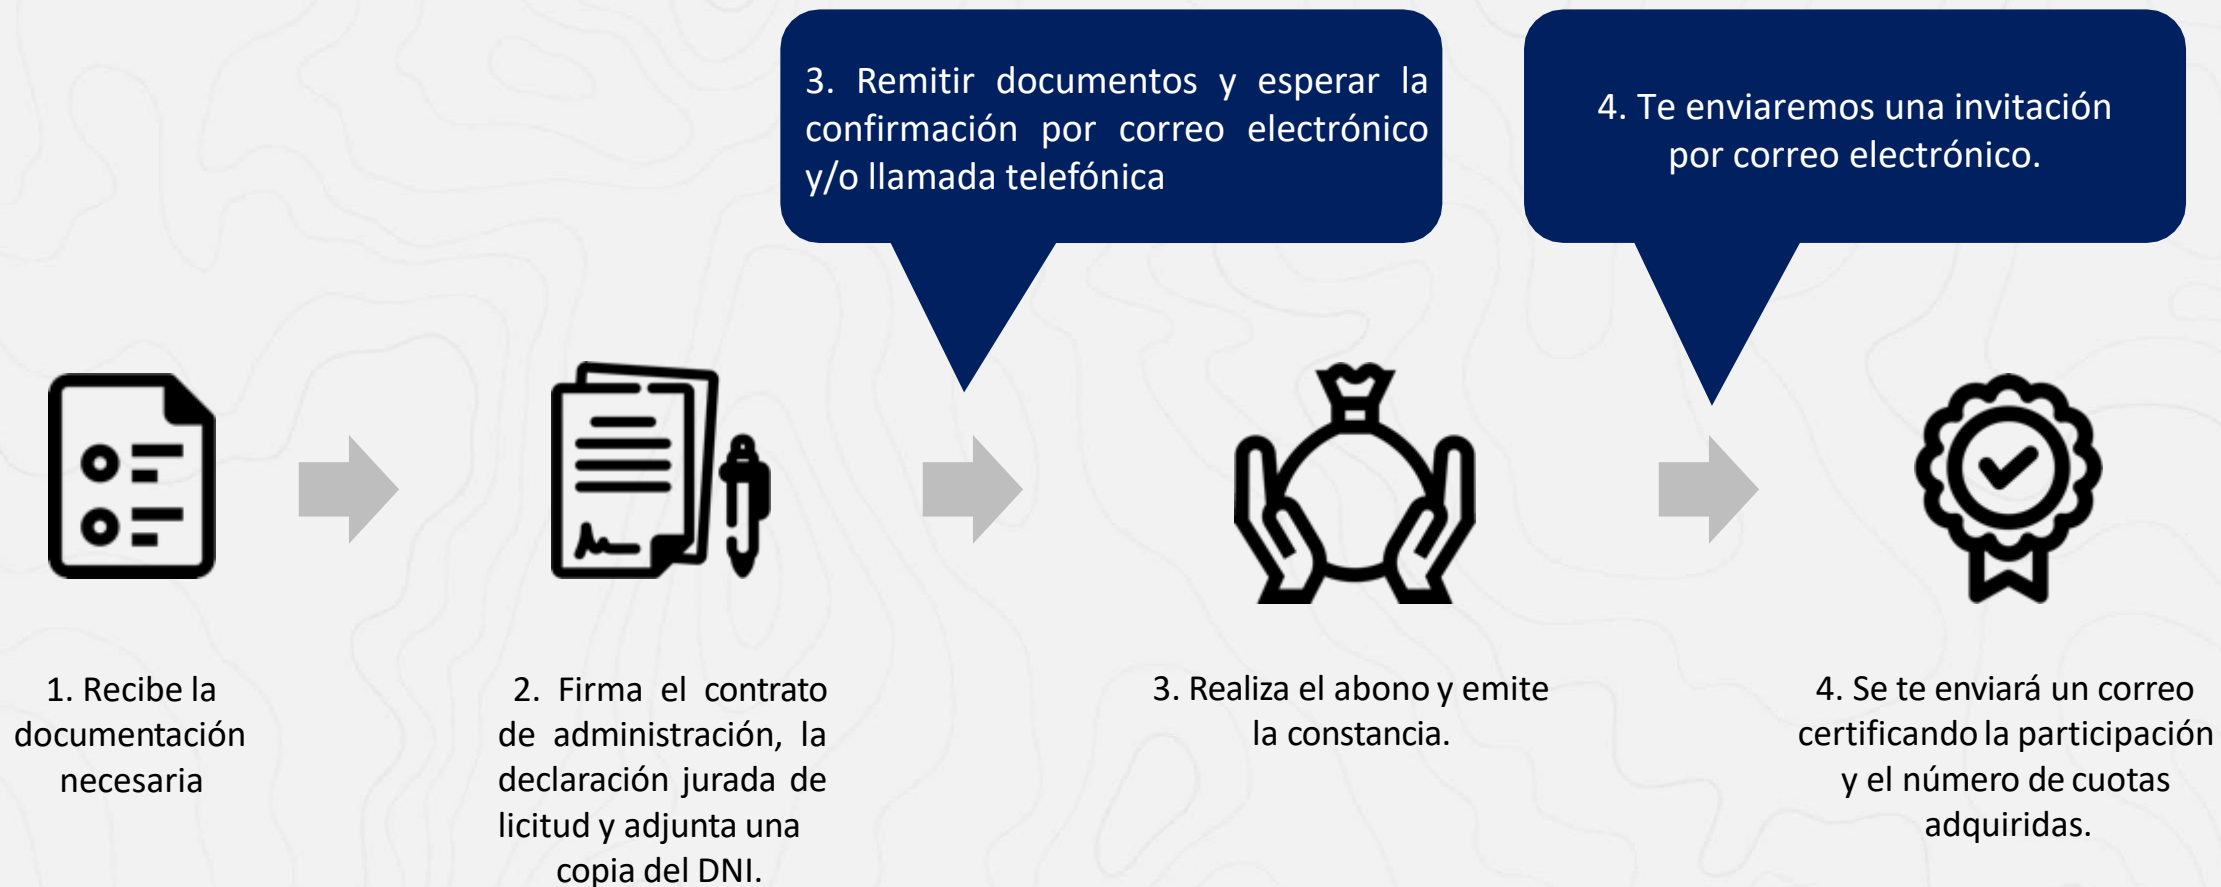 3. Remitir documentos y esperar la
confirmación por correo electrónico
y/o llamada telefónica
4. Te enviaremos una invitación
por correo electrónico.
1. Recibe la
documentación
necesaria
2. Firma el contrato
de administración, la
declaración jurada de
licitud y adjunta una
copia del DNI.
3. Realiza el abono y emite
la constancia.
4. Se te enviará un correo
certificando la participación
y el número de cuotas
adquiridas.